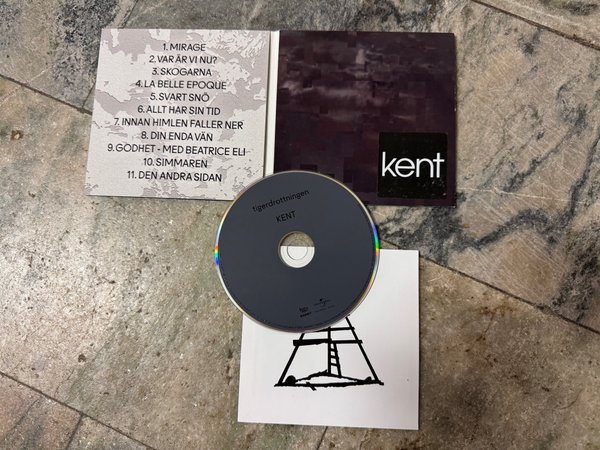 1. MIRAGE
2. VAR ÄR VI NU?
3. SKOGARNA
4. LA BELLE EPOQUE
5. SVART SNÖ
6. ALLT HAR SIN TID
7. INNAN HIMLEN FALLER NER
8. DIN ENDA VÄN
9. GODHET - MED BEATRICE ELI
10. SIMMAREN
11. DEN ANDRA SIDAN
kent
tigerdrottningen
KENT